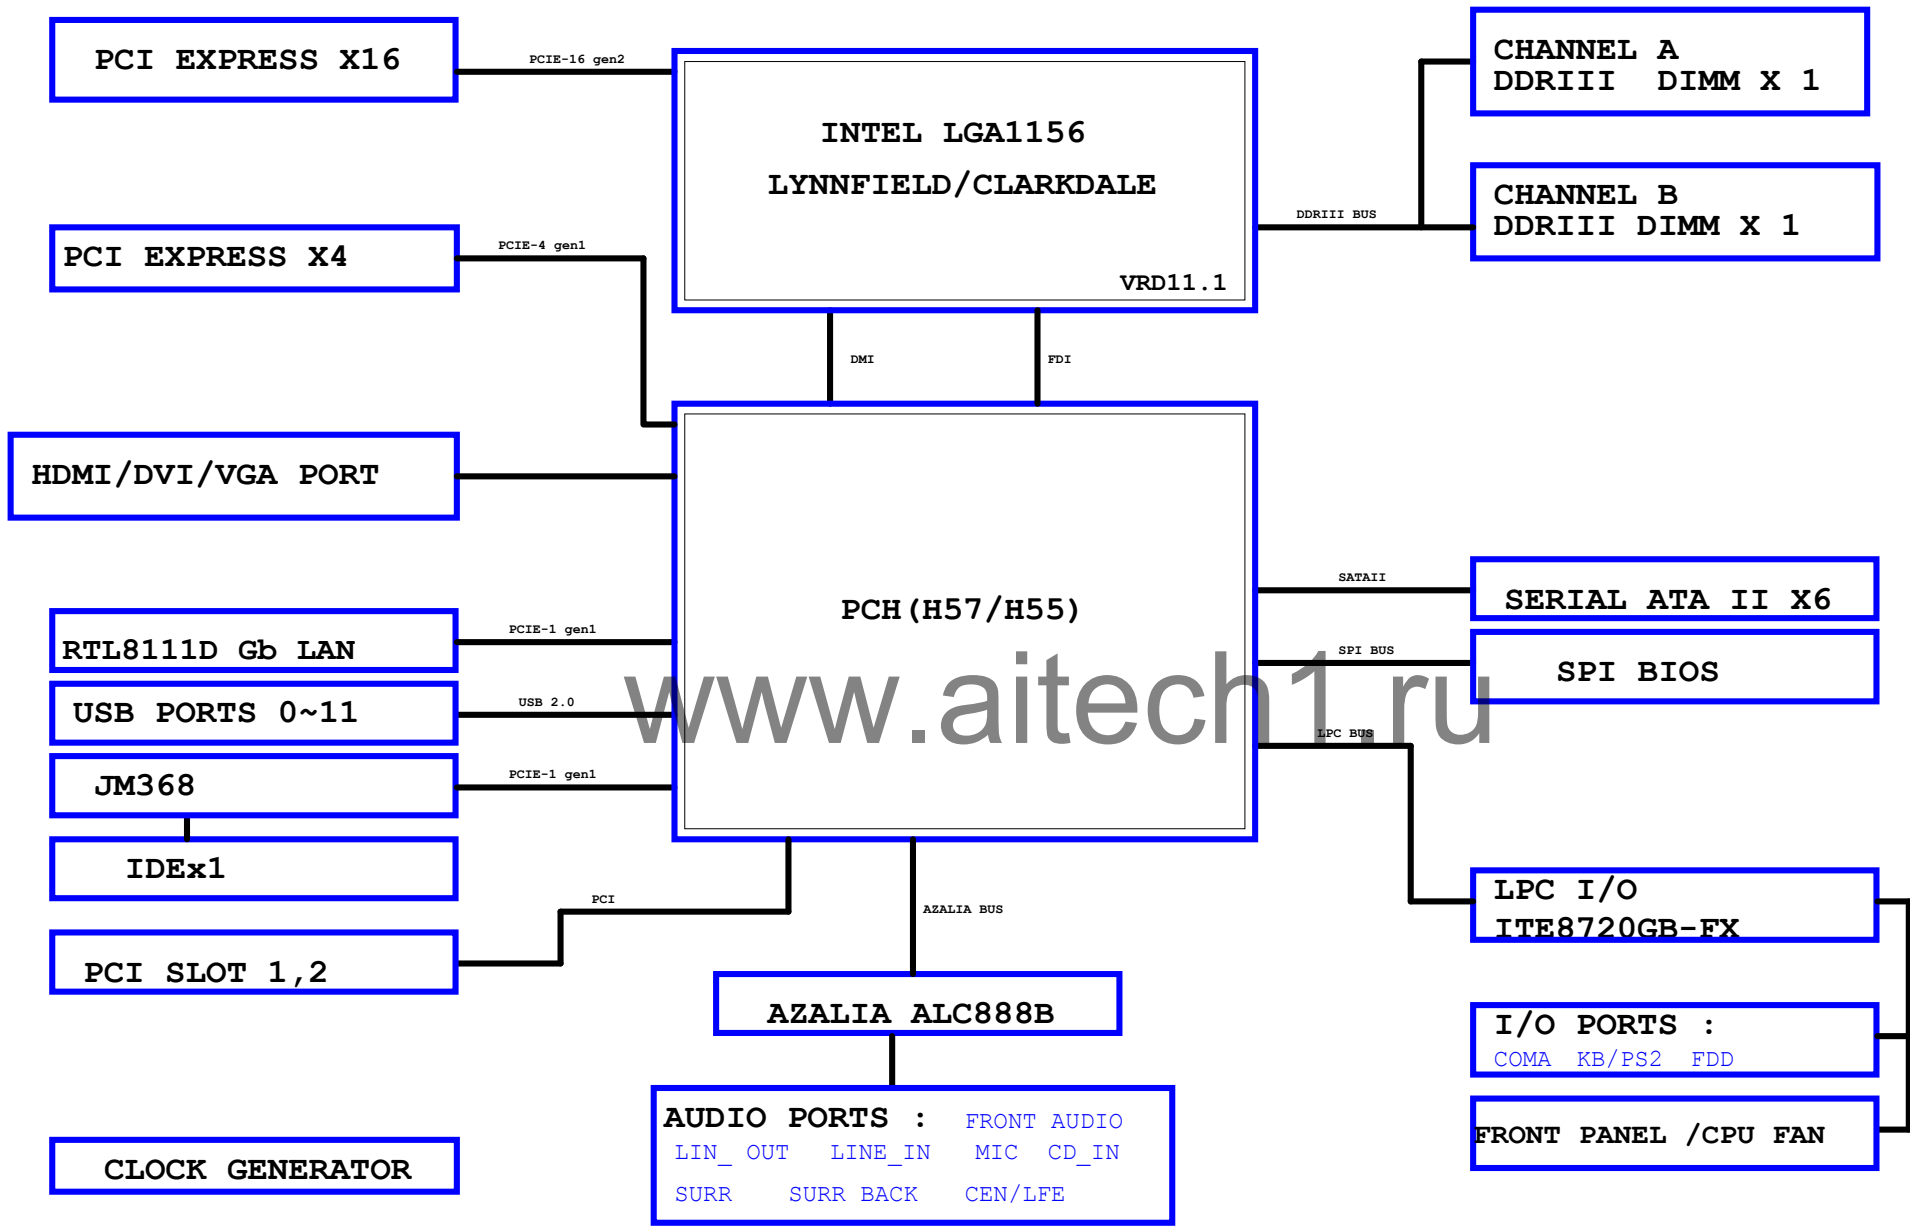 PCI EXPRESS X16
PCIE-16 gen2
INTEL LGA1156
LYNNFIELD/CLARKDALE
VRD11.1
CHANNEL A
DDRIII DIMM X 1
CHANNEL B
DDRIII DIMM X 1
DDRIII BUS
PCI EXPRESS X4
PCIE-4 gen1
DMI
FDI
HDMI/DVI/VGA PORT
PCH(H57/H55)
SATAII
SERIAL ATA II X6
RTL8111D Gb LAN
PCIE-1 gen1
SPI BUS
SPI BIOS
USB PORTS 0~11
USB 2.0
www.aitech1.ru
LPC BUS
JM368
PCIE-1 gen1
IDEx1
PCI
AZALIA BUS
LPC I/O
ITE8720GB-FX
PCI SLOT 1,2
AZALIA ALC888B
I/O PORTS :
COMA KB/PS2 FDD
AUDIO PORTS : FRONT AUDIO
LIN_ OUT LINE_IN MIC CD_IN
SURR SURR BACK CEN/LFE
FRONT PANEL /CPU FAN
CLOCK GENERATOR